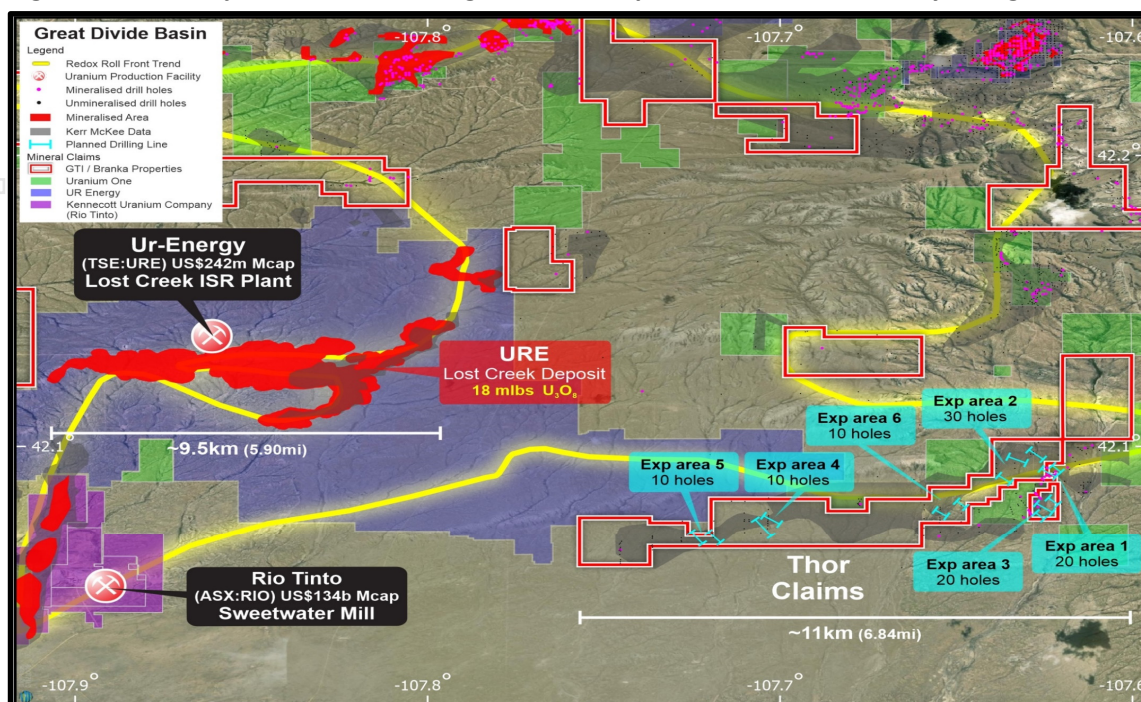 Great Divide Basin
Legend
Redox Roll Front Trend
Uranium Production Facility
Mineralised drill holes
Unmineralised drill holes
Mineralised Area
Kerr McKee Data
Planned Drilling Line
Mineral Claims
GTI / Branka Properties
Uranium One
UR Energy
Kennecott Uranium Company
(Rio Tinto)
-107.8
-107.7°
-107.6
42.2°
Ur-Energy
(TSE:URE) US$242m Mcap
Lost Creek ISR Plant
URE
Lost Creek Deposit
18 mlbs U₃O₈
42.1°
~9.5km (5.90mi)
42.1°
Exp area 2
30 holes
Exp area 6
10 holes
Exp area 5
10 holes
Exp area 4
10 holes
Exp area 1
20 holes
Exp area 3
20 holes
Thor
Claims
~11km (6.84mi)
Rio Tinto
(ASX:RIO) US$134b Mcap
Sweetwater Mill
-107.9°
-107.8°
-107.7°
-107.6